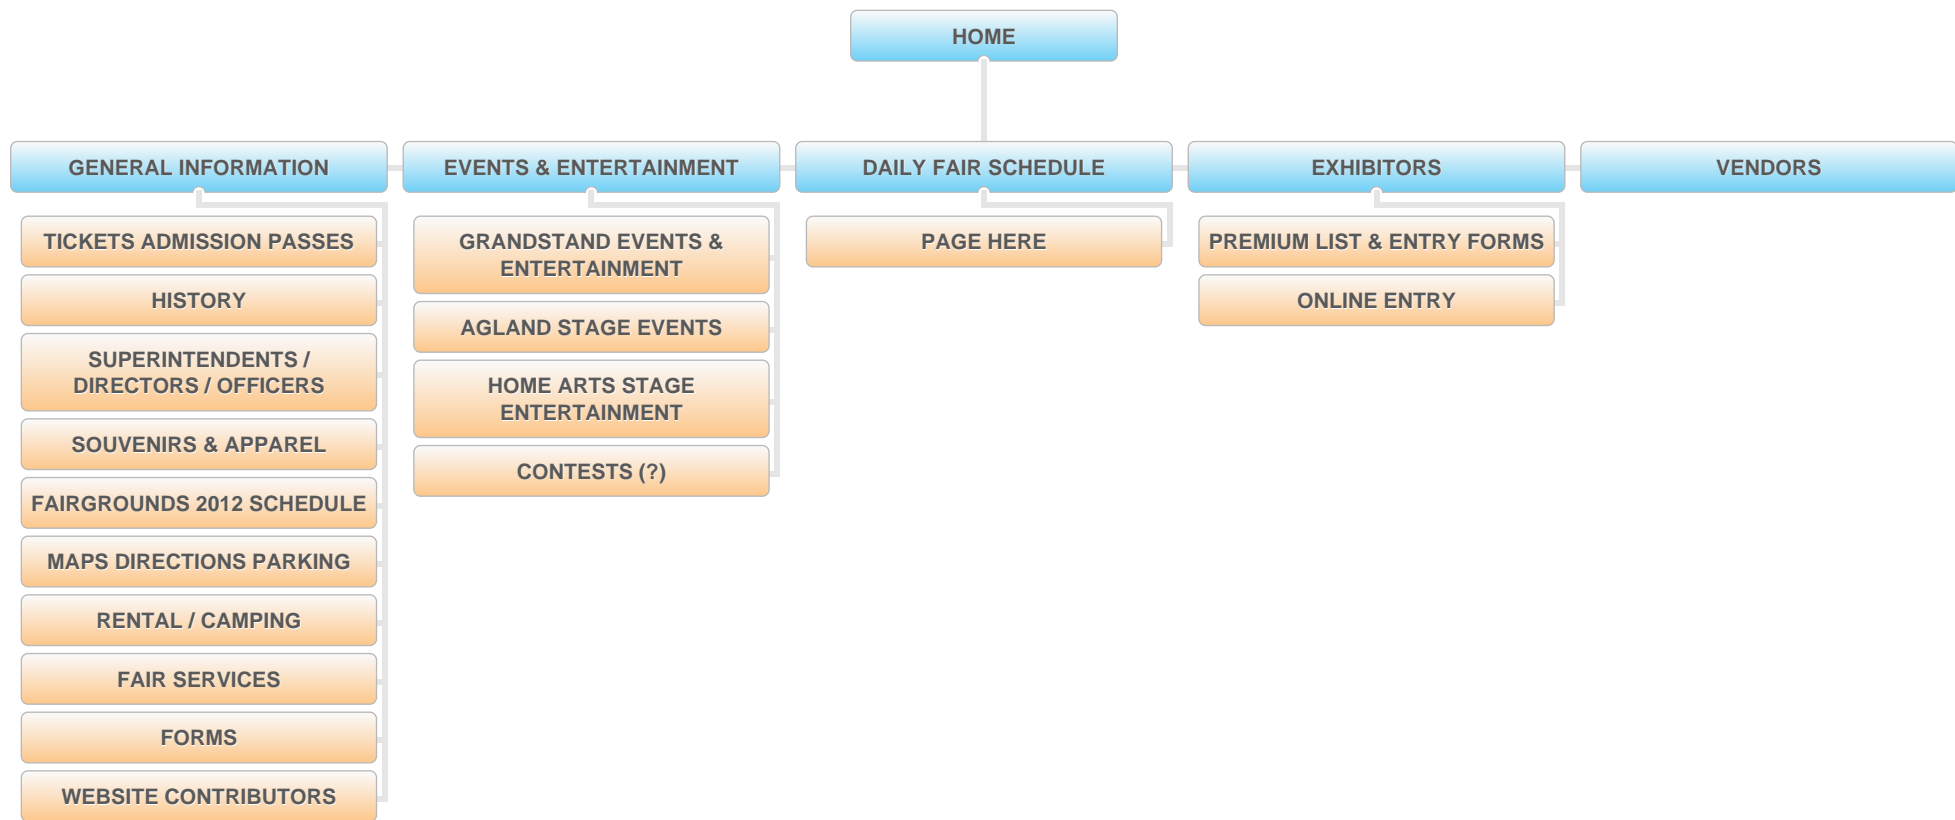 HOME
GENERAL INFORMATION
EVENTS & ENTERTAINMENT
DAILY FAIR SCHEDULE
EXHIBITORS
VENDORS
TICKETS ADMISSION PASSES
HISTORY
SUPERINTENDENTS /
DIRECTORS / OFFICERS
SOUVENIRS & APPAREL
FAIRGROUNDS 2012 SCHEDULE
MAPS DIRECTIONS PARKING
RENTAL / CAMPING
FAIR SERVICES
FORMS
WEBSITE CONTRIBUTORS
GRANDSTAND EVENTS &
ENTERTAINMENT
AGLAND STAGE EVENTS
HOME ARTS STAGE
ENTERTAINMENT
CONTESTS (?)
PAGE HERE
PREMIUM LIST & ENTRY FORMS
ONLINE ENTRY